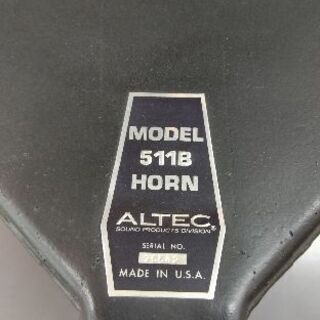 MODEL
511B
HORN
ALTEC
SOUND PRODUCTS DIVISION®
SERIAL NO.
MADE IN U.S.A.